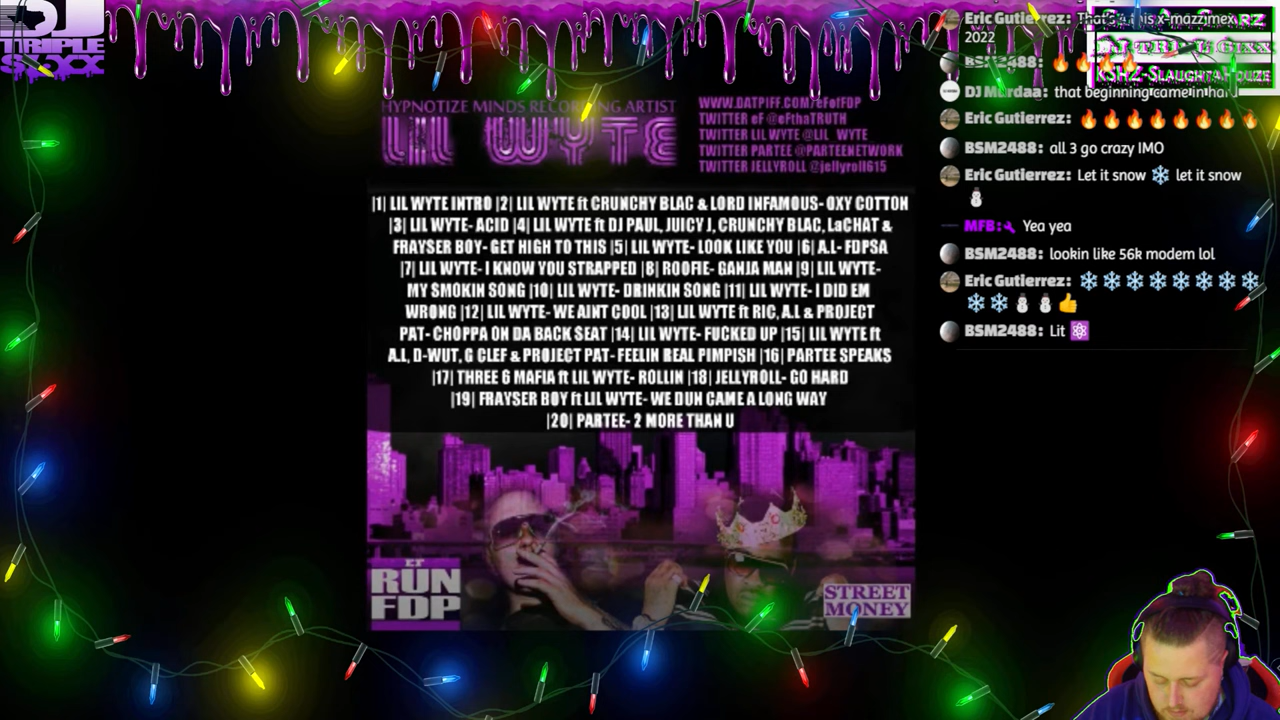 DJ
TRIPLE
SIXX
HYPNOTIZE MINDS RECORDING ARTIST
LIL WYTE
WWW.DATPIFF.COM/eFofFDP
TWITTER eF @eFthaTRUTH
TWITTER LIL WYTE @LIL_WYTE
TWITTER PARTEE @PARTEENETWORK
TWITTER JELLYROLL @jellyroll615
|1| LIL WYTE INTRO |2| LIL WYTE ft CRUNCHY BLAC & LORD INFAMOUS- OXY COTTON
|3| LIL WYTE- ACID |4| LIL WYTE ft DJ PAUL, JUICY J, CRUNCHY BLAC, LaCHAT &
FRAYSER BOY- GET HIGH TO THIS |5| LIL WYTE- LOOK LIKE YOU |6| A.L- FDPSA
|7| LIL WYTE- I KNOW YOU STRAPPED |8| ROOFIE- GANJA MAN |9| LIL WYTE-
MY SMOKIN SONG |10| LIL WYTE- DRINKIN SONG |11| LIL WYTE- I DID EM
WRONG |12| LIL WYTE- WE AINT COOL |13| LIL WYTE ft RIC, A.L & PROJECT
PAT- CHOPPA ON DA BACK SEAT |14| LIL WYTE- FUCKED UP |15| LIL WYTE ft
A.L, D-WUT, G CLEF & PROJECT PAT- FEELIN REAL PIMPISH |16| PARTEE SPEAKS
|17| THREE 6 MAFIA ft LIL WYTE- ROLLIN |18| JELLYROLL- GO HARD
|19| FRAYSER BOY ft LIL WYTE- WE DUN CAME A LONG WAY
|20| PARTEE- 2 MORE THAN U
EF
RUN
FDP
STREET
MONEY
Eric Gutierrez: That's
2022
BSM2488: 🔥🔥🔥🔥
DJ Murdaa: that beginning came in hard
Eric Gutierrez: 🔥🔥🔥🔥🔥🔥🔥
BSM2488: all 3 go crazy IMO
Eric Gutierrez: Let it snow ❄️ let it snow
⛄
MFB: Yea yea
BSM2488: lookin like 56k modem lol
Eric Gutierrez: ❄️❄️❄️❄️❄️❄️❄️
❄️❄️⛄⛄👍
BSM2488: Lit ⚛️
KSHZ-SLAUGHTAHOUZE